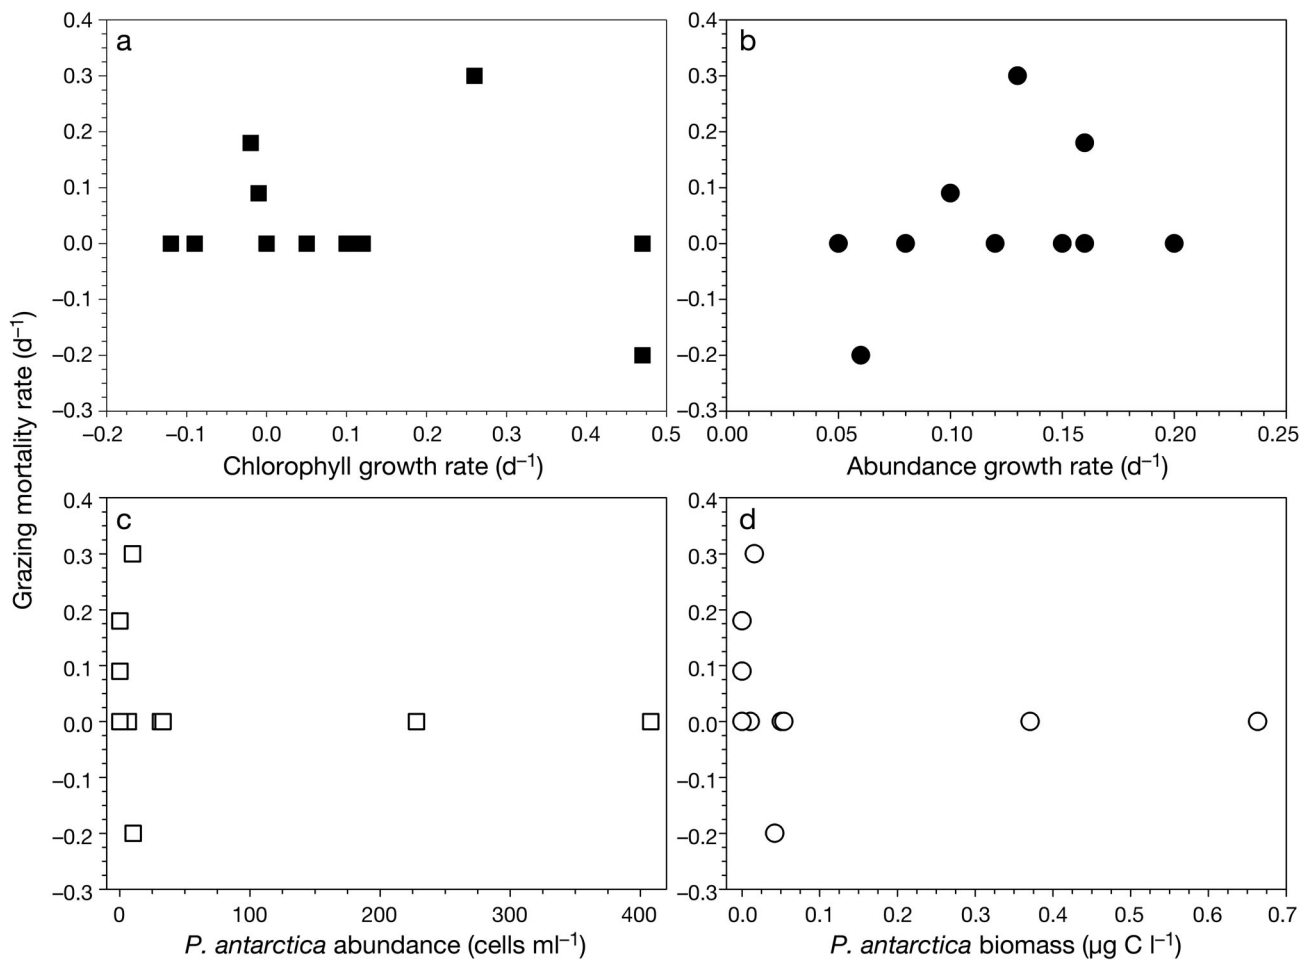 Grazing mortality rate (d⁻¹)
a
0.4
0.3
0.2
0.1
0.0
–0.1
–0.2
–0.3
–0.2 –0.1 0.0 0.1 0.2 0.3 0.4 0.5
Chlorophyll growth rate (d⁻¹)
b
0.4
0.3
0.2
0.1
0.0
–0.1
–0.2
–0.3
0.00 0.05 0.10 0.15 0.20 0.25
Abundance growth rate (d⁻¹)
c
0.4
0.3
0.2
0.1
0.0
–0.1
–0.2
–0.3
0 100 200 300 400
P. antarctica abundance (cells ml⁻¹)
d
0.4
0.3
0.2
0.1
0.0
–0.1
–0.2
–0.3
0.0 0.1 0.2 0.3 0.4 0.5 0.6 0.7
P. antarctica biomass (µg C l⁻¹)